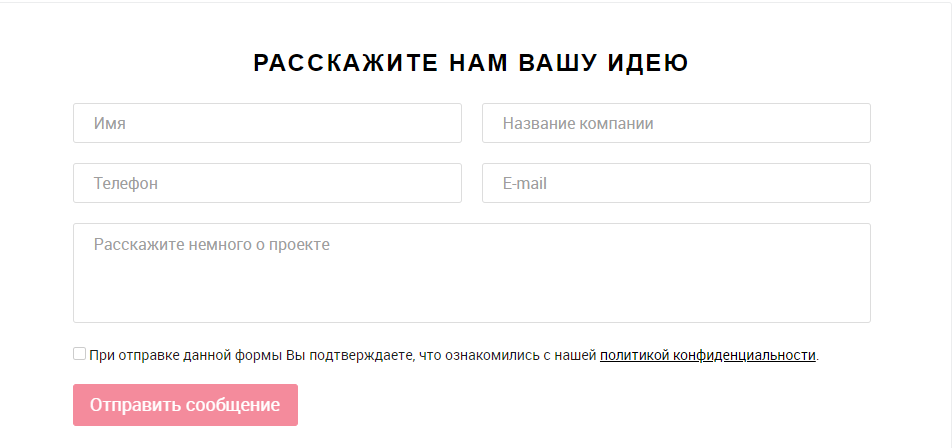 РАССКАЖИТЕ НАМ ВАШУ ИДЕЮ
Имя
Название компании
Телефон
E-mail
Расскажите немного о проекте
При отправке данной формы Вы подтверждаете, что ознакомились с нашей политикой конфиденциальности.
Отправить сообщение